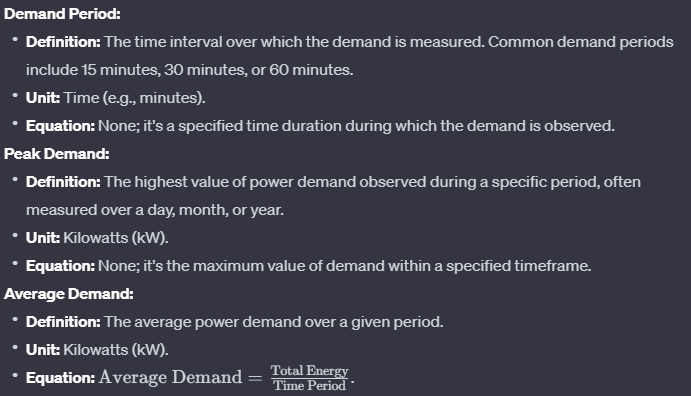 Demand Period:
• Definition: The time interval over which the demand is measured. Common demand periods
include 15 minutes, 30 minutes, or 60 minutes.
• Unit: Time (e.g., minutes).
• Equation: None; it's a specified time duration during which the demand is observed.
Peak Demand:
• Definition: The highest value of power demand observed during a specific period, often
measured over a day, month, or year.
• Unit: Kilowatts (kW).
• Equation: None; it's the maximum value of demand within a specified timeframe.
Average Demand:
• Definition: The average power demand over a given period.
• Unit: Kilowatts (kW).
• Equation: Average Demand = Total Energy / Time Period.